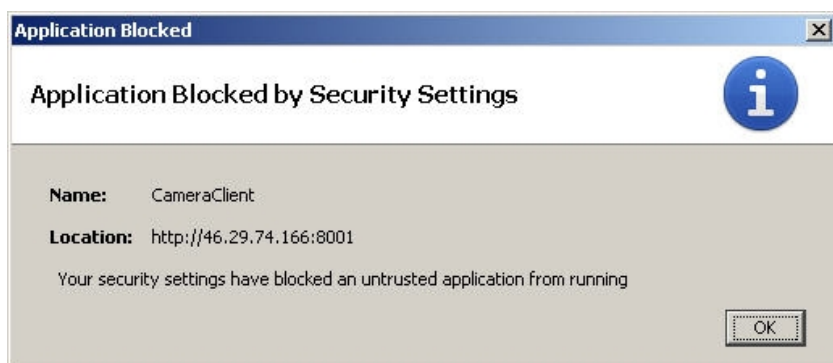 Application Blocked
Application Blocked by Security Settings
Name: CameraClient
Location: http://46.29.74.166:8001
Your security settings have blocked an untrusted application from running
OK